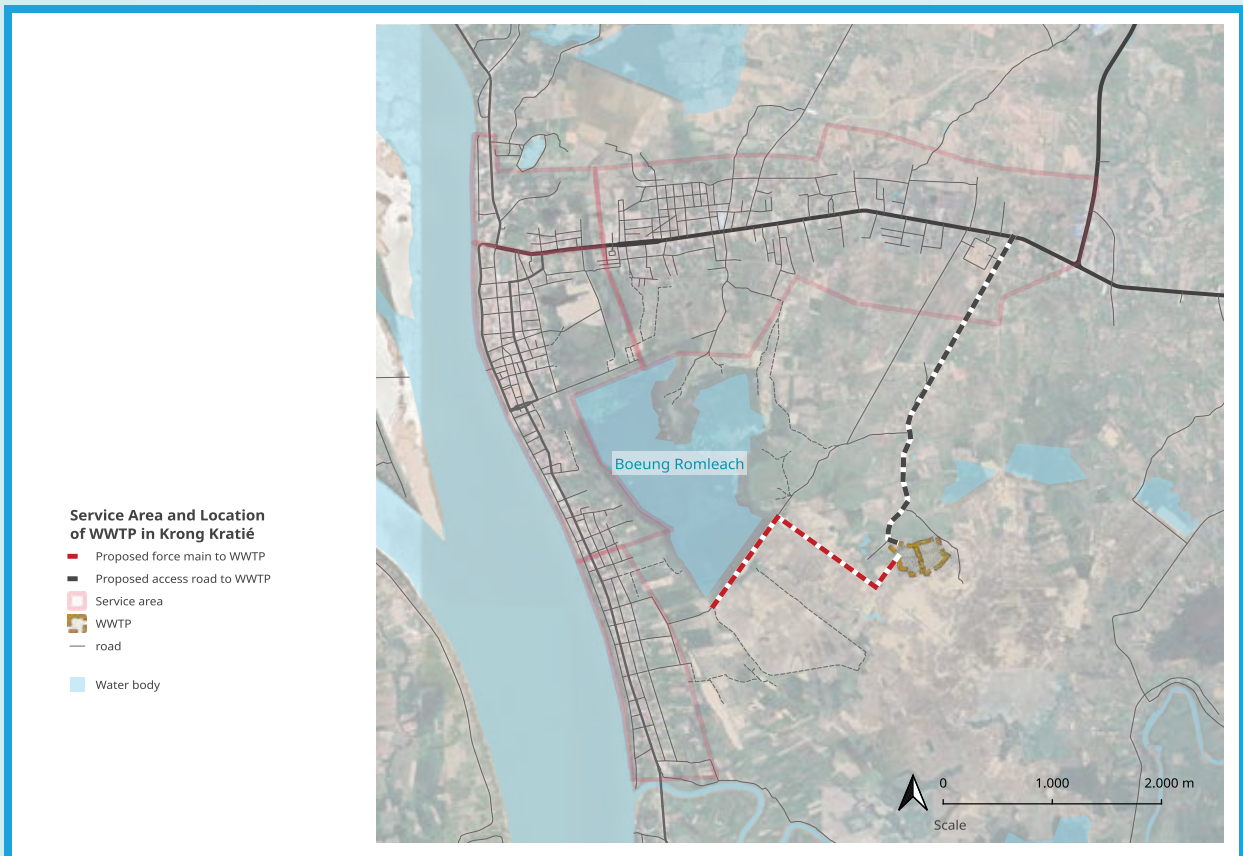 Boeung Romleach
Service Area and Location
of WWTP in Krong Kratié
Proposed force main to WWTP
Proposed access road to WWTP
Service area
WWTP
road
Water body
0 1.000 2.000 m
Scale